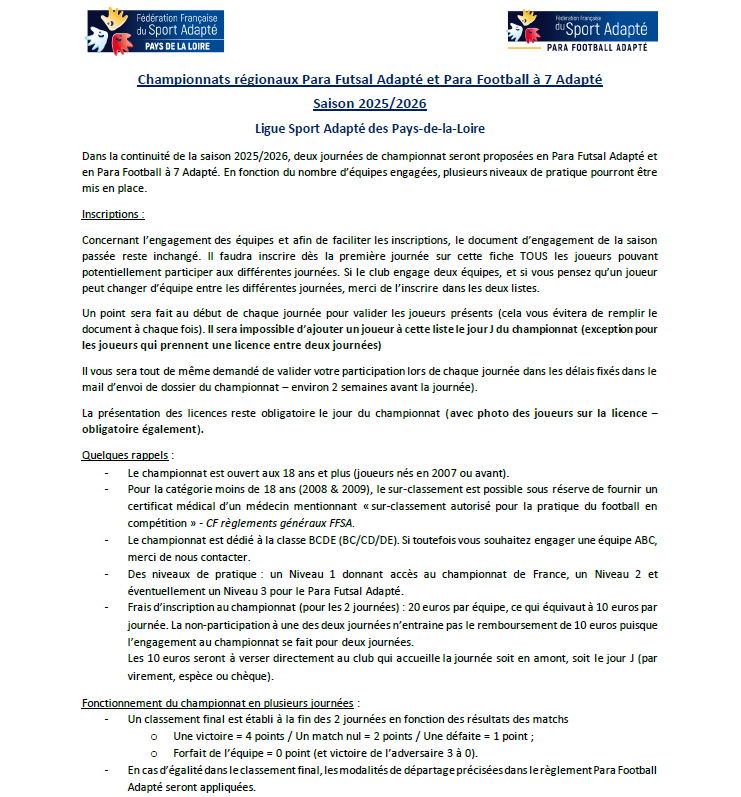 Fédération Française
du Sport Adapté
PAYS DE LA LOIRE
Fédération Française
du Sport Adapté
PARA FOOTBALL ADAPTÉ
Championnats régionaux Para Futsal Adapté et Para Football à 7 Adapté
Saison 2025/2026
Ligue Sport Adapté des Pays-de-la-Loire
Dans la continuité de la saison 2025/2026, deux journées de championnat seront proposées en Para Futsal Adapté et
en Para Football à 7 Adapté. En fonction du nombre d'équipes engagées, plusieurs niveaux de pratique pourront être
mis en place.
Inscriptions :
Concernant l'engagement des équipes et afin de faciliter les inscriptions, le document d'engagement de la saison
passée reste inchangé. Il faudra inscrire dès la première journée sur cette fiche TOUS les joueurs pouvant
potentiellement participer aux différentes journées. Si le club engage deux équipes, et si vous pensez qu'un joueur
peut changer d'équipe entre les différentes journées, merci de l'inscrire dans les deux listes.
Un point sera fait au début de chaque journée pour valider les joueurs présents (cela vous évitera de remplir le
document à chaque fois). Il sera impossible d'ajouter un joueur à cette liste le jour J du championnat (exception pour
les joueurs qui prennent une licence entre deux journées)
Il vous sera tout de même demandé de valider votre participation lors de chaque journée dans les délais fixés dans le
mail d'envoi de dossier du championnat – environ 2 semaines avant la journée).
La présentation des licences reste obligatoire le jour du championnat (avec photo des joueurs sur la licence –
obligatoire également).
Quelques rappels :
- Le championnat est ouvert aux 18 ans et plus (joueurs nés en 2007 ou avant).
- Pour la catégorie moins de 18 ans (2008 & 2009), le sur-classement est possible sous réserve de fournir un
certificat médical d'un médecin mentionnant « sur-classement autorisé pour la pratique du football en
compétition » - CF règlements généraux FFSA.
- Le championnat est dédié à la classe BCDE (BC/CD/DE). Si toutefois vous souhaitez engager une équipe ABC,
merci de nous contacter.
- Des niveaux de pratique : un Niveau 1 donnant accès au championnat de France, un Niveau 2 et
éventuellement un Niveau 3 pour le Para Futsal Adapté.
- Frais d'inscription au championnat (pour les 2 journées) : 20 euros par équipe, ce qui équivaut à 10 euros par
journée. La non-participation à une des deux journées n'entraine pas le remboursement de 10 euros puisque
l'engagement au championnat se fait pour deux journées.
Les 10 euros seront à verser directement au club qui accueille la journée soit en amont, soit le jour J (par
virement, espèce ou chèque).
Fonctionnement du championnat en plusieurs journées :
- Un classement final est établi à la fin des 2 journées en fonction des résultats des matchs
o Une victoire = 4 points / Un match nul = 2 points / Une défaite = 1 point ;
o Forfait de l'équipe = 0 point (et victoire de l'adversaire 3 à 0).
- En cas d'égalité dans le classement final, les modalités de départage précisées dans le règlement Para Football
Adapté seront appliquées.